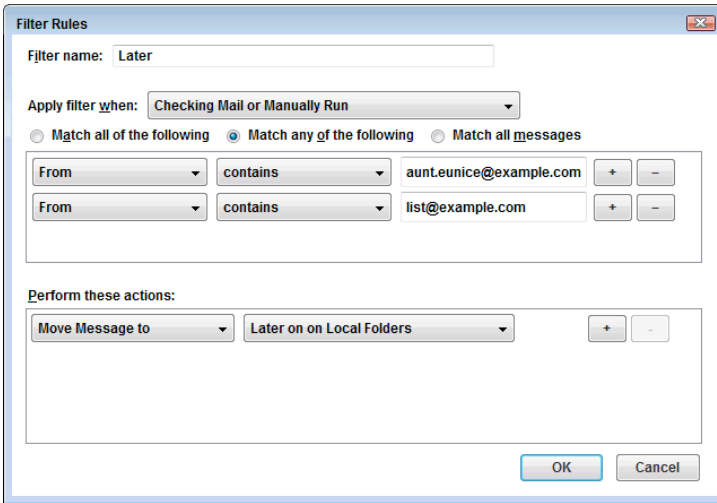 Filter Rules
Filter name: Later
Apply filter when: Checking Mail or Manually Run
Match all of the following Match any of the following Match all messages
From contains aunt.eunice@example.com + –
From contains list@example.com + –
Perform these actions:
Move Message to Later on on Local Folders + -
OK Cancel